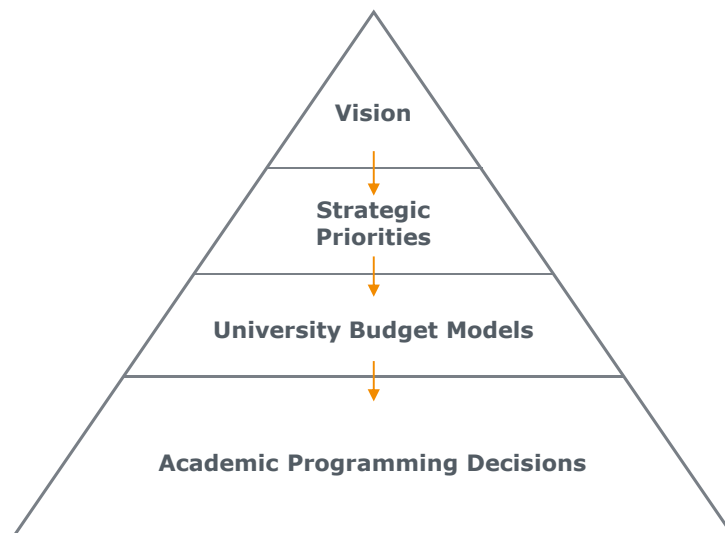 Vision
Strategic
Priorities
University Budget Models
Academic Programming Decisions